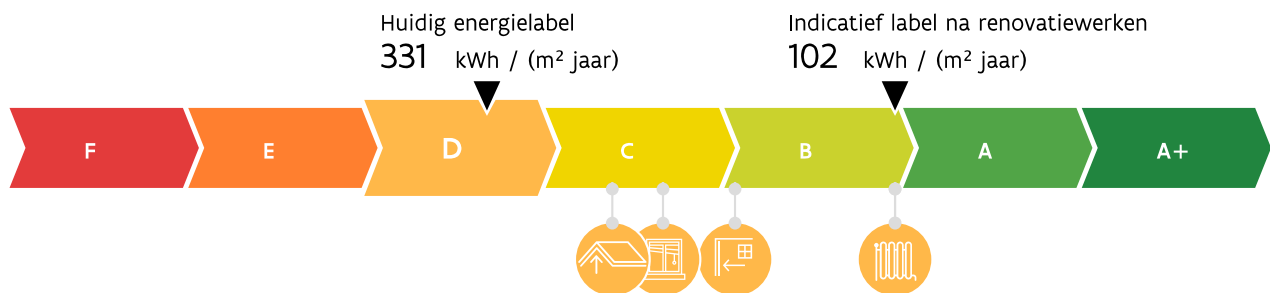 Huidig energielabel
331 kWh / (m² jaar)
Indicatief label na renovatiewerken
102 kWh / (m² jaar)
F E D C B A A+